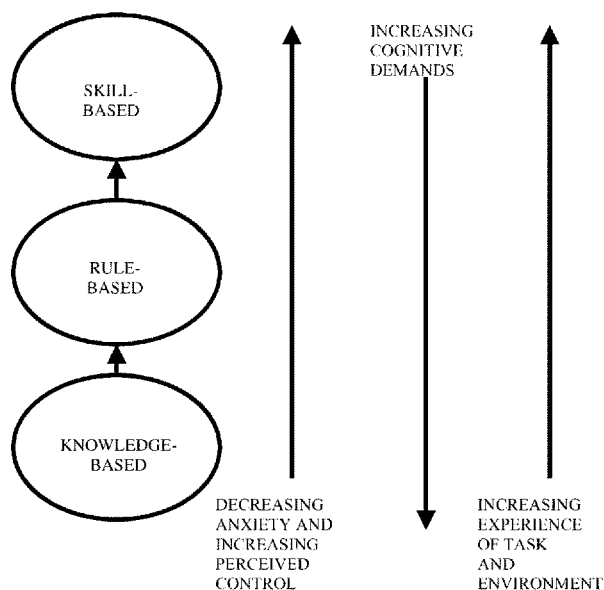 SKILL-
BASED
RULE-
BASED
KNOWLEDGE-
BASED
DECREASING
ANXIETY AND
INCREASING
PERCEIVED
CONTROL
INCREASING
COGNITIVE
DEMANDS
INCREASING
EXPERIENCE
OF TASK
AND
ENVIRONMENT